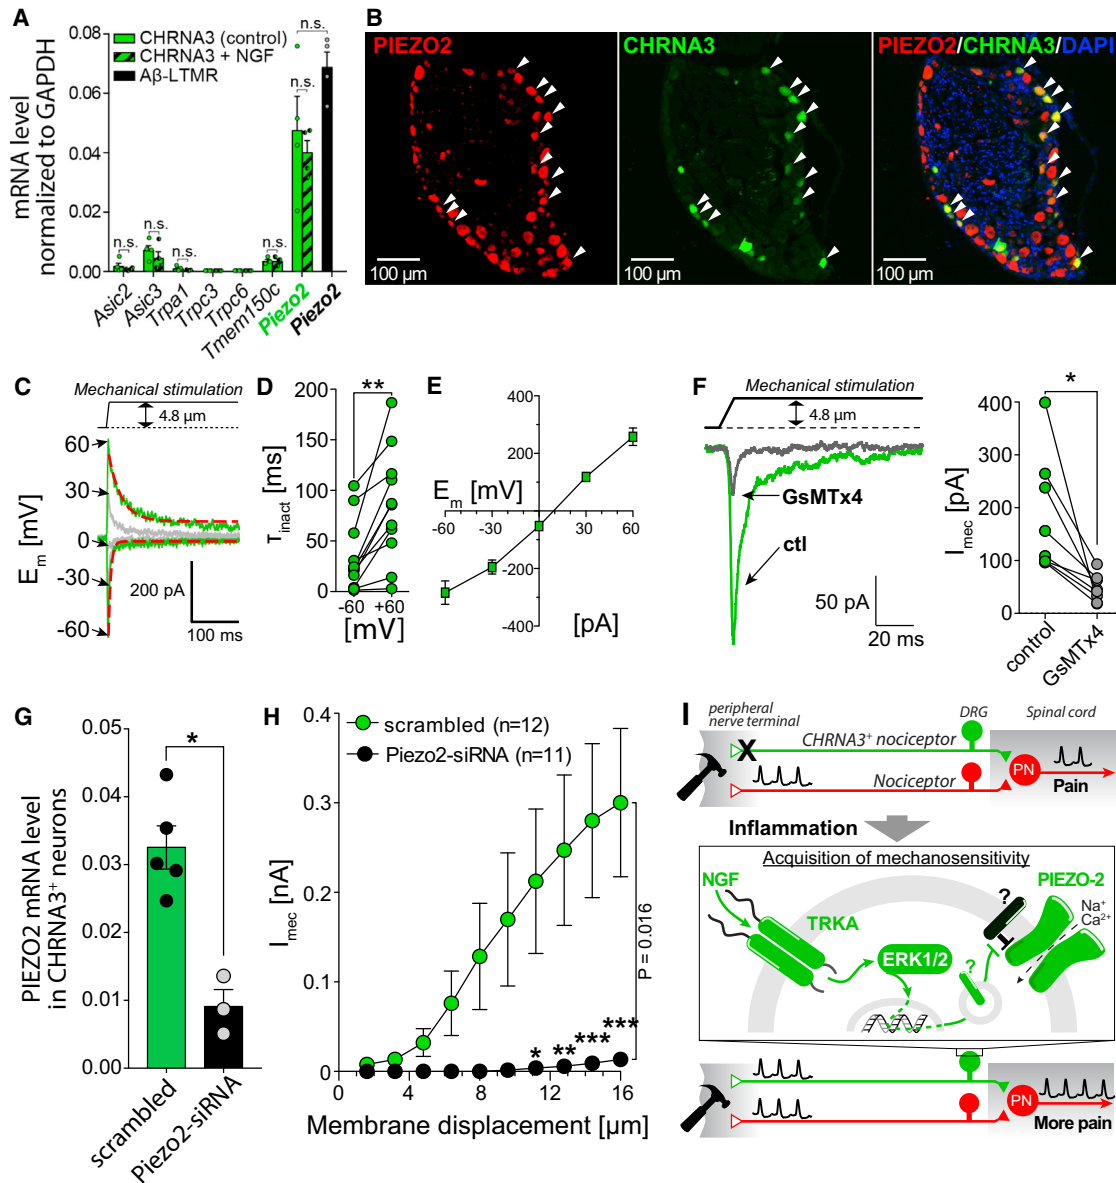 A
mRNA level
normalized to GAPDH
0.08
0.06
0.04
0.02
0.00
CHRNA3 (control)
CHRNA3 + NGF
Aβ-LTMR
n.s.
n.s.
n.s.
n.s.
n.s.
n.s.
Asic2
Asic3
Trpa1
Trpc3
Trpc6
Tmem150c
Piezo2
Piezo2
B
PIEZO2
CHRNA3
PIEZO2/CHRNA3/DAPI
100 µm
100 µm
100 µm
C
Mechanical stimulation
4.8 µm
Em [mV]
60
30
0
-30
-60
200 pA
100 ms
D
**
τinact [ms]
200
150
100
50
0
-60 +60
[mV]
E
400
200
-200
-400
Em [mV]
-60 -30 0 30 60
[pA]
F
Mechanical stimulation
4.8 µm
GsMTx4
ctl
50 pA
20 ms
*
Imec [pA]
400
300
200
100
0
control
GsMTx4
G
PIEZO2 mRNA level
in CHRNA3+ neurons
0.05
0.04
0.03
0.02
0.01
0.00
*
scrambled
Piezo2-siRNA
H
scrambled (n=12)
Piezo2-siRNA (n=11)
Imec [nA]
0.4
0.3
0.2
0.1
0
P = 0.016
* ** *** ***
0 4 8 12 16
Membrane displacement [µm]
I
peripheral
nerve terminal
DRG
Spinal cord
X
CHRNA3+ nociceptor
Nociceptor
PN
Pain
Inflammation
Acquisition of mechanosensitivity
NGF
TRKA
ERK1/2
?
?
PIEZO-2
Na+
Ca2+
PN
More pain